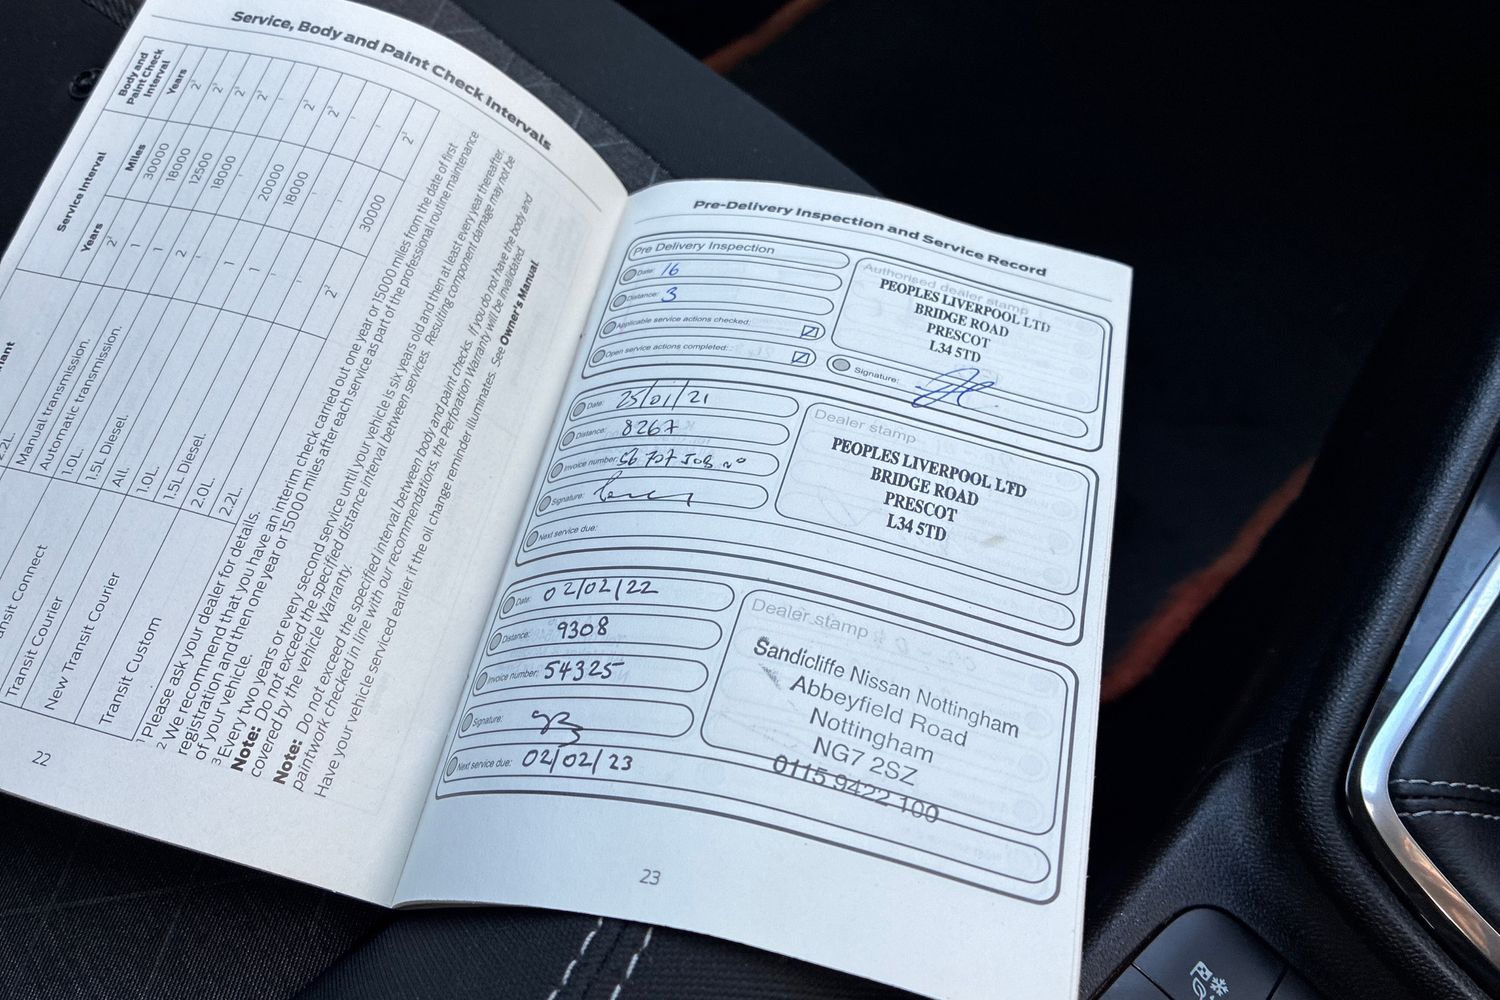 Service, Body and Paint Check Intervals
Service Interval
Body and
Paint Check
Interval
Years
Miles
Years
2.2L.
2¹
30000
2³
Manual transmission.
1
18000
2³
Automatic transmission.
1
12500
2³
1.0L.
2
18000
2³
1.5L Diesel.
-
-
-
All.
1
20000
2³
1.0L.
1
18000
2³
1.5L Diesel.
-
-
-
2.0L.
2¹
30000
2³
2.2L.
Transit Connect
Transit Courier
New Transit Courier
Transit Custom
¹ Please ask your dealer for details.
² We recommend that you have an interim check carried out one year or 15000 miles from the date of first
registration and then one year or 15000 miles after each service as part of the professional routine maintenance
of your vehicle.
³ Every two years or every second service until your vehicle is six years old and then at least every year thereafter.
Note: Do not exceed the specified distance interval between services. Resulting component damage may not be
covered by the vehicle Warranty.
Note: Do not exceed the specified interval between body and paint checks. If you do not have the body and
paintwork checked in line with our recommendations, the Perforation Warranty will be invalidated.
Have your vehicle serviced earlier if the oil change reminder illuminates. See Owner's Manual.
22
Pre-Delivery Inspection and Service Record
Pre Delivery Inspection
Date: 16
Distance: 3
Applicable service actions checked:
Open service actions completed:
Authorised dealer stamp
PEOPLES LIVERPOOL LTD
BRIDGE ROAD
PRESCOT
L34 5TD
Signature:
Date: 25/01/21
Distance: 8267
Invoice number: 56 737 JOB no
Signature:
Next service due:
Dealer stamp
PEOPLES LIVERPOOL LTD
BRIDGE ROAD
PRESCOT
L34 5TD
Date: 02/02/22
Distance: 9308
Invoice number: 54325
Signature:
Next service due: 02/02/23
Dealer stamp
Sandicliffe Nissan Nottingham
Abbeyfield Road
Nottingham
NG7 2SZ
0115 9422 100
23